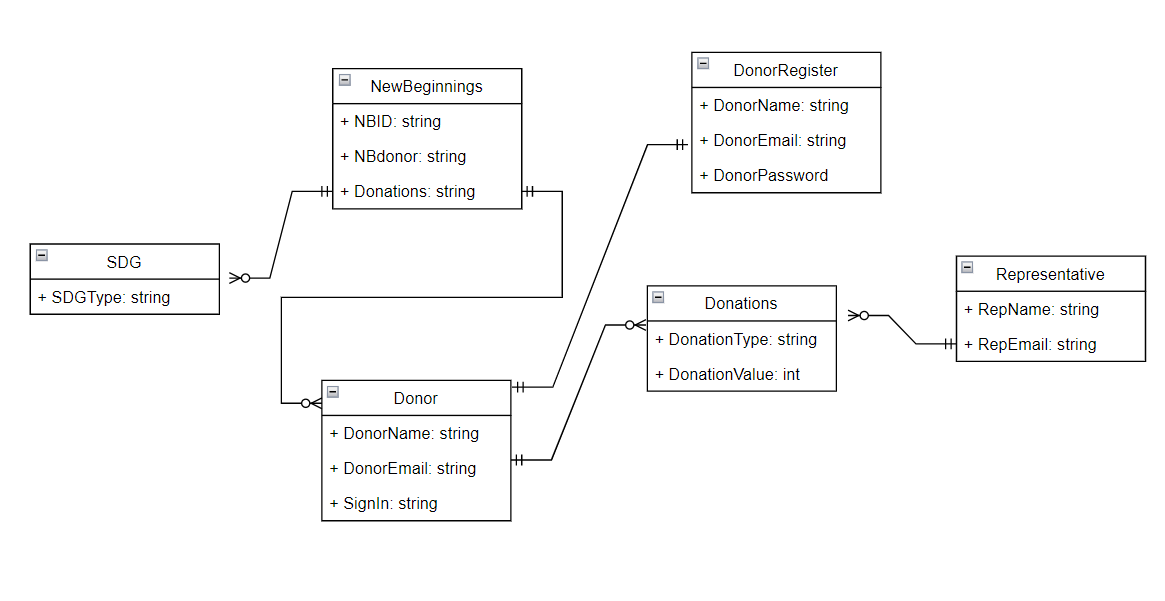 NewBeginnings
+ NBID: string
+ NBdonor: string
+ Donations: string
DonorRegister
+ DonorName: string
+ DonorEmail: string
+ DonorPassword
SDG
+ SDGType: string
Donations
+ DonationType: string
+ DonationValue: int
Representative
+ RepName: string
+ RepEmail: string
Donor
+ DonorName: string
+ DonorEmail: string
+ SignIn: string